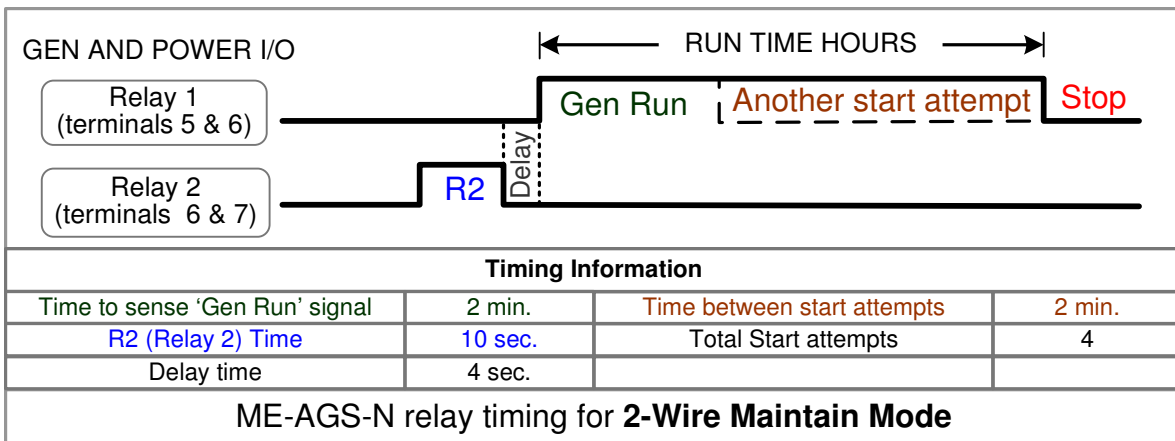 GEN AND POWER I/O
RUN TIME HOURS
Relay 1
(terminals 5 & 6)
Gen Run
Another start attempt
Stop
Delay
Relay 2
(terminals 6 & 7)
R2
Timing Information
Time to sense ‘Gen Run’ signal 2 min. Time between start attempts 2 min.
R2 (Relay 2) Time 10 sec. Total Start attempts 4
Delay time 4 sec.
ME-AGS-N relay timing for 2-Wire Maintain Mode